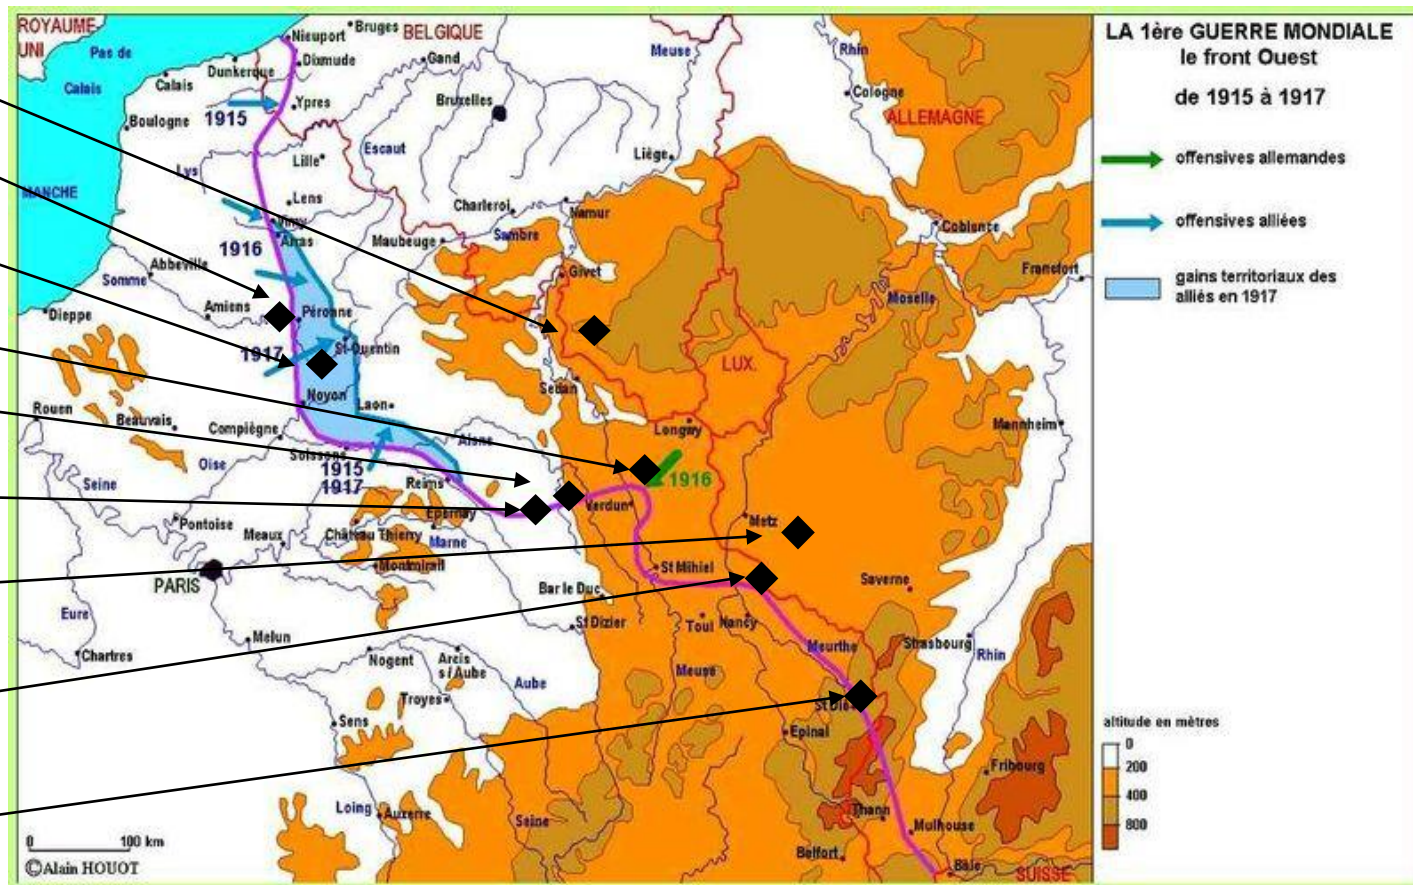 ROYAUME
UNI
Pas de
Calais
Bruges
BELGIQUE
Nieuport
Dixmude
Dunkerque
Calais
Gand
Meuse
Rhin
Ypres
1915
Bruxelles
Cologne
ALLEMAGNE
Boulogne
Lys
Lille
Escaut
Liège
MANCHE
Lens
Charleroi
Namur
Vimy
Arras
1916
Maubeuge
Sambre
Coblence
Abbeville
Somme
Givet
Francfort
Moselle
Dieppe
Amiens
Péronne
1917
St-Quentin
LUX.
Sedan
Noyon
Laon
Rouen
Beauvais
Compiègne
Longwy
Mannheim
Aisne
Oise
Soissons
1915
1917
Reims
1916
Seine
Verdun
Pontoise
Meaux
Epernay
Château Thierry
Marne
Metz
Montmirail
St Mihiel
PARIS
Bar le Duc
Saverne
Eure
St Dizier
Toul
Nancy
Melun
Meurthe
Strasbourg
Chartres
Nogent
Arcis
s/Aube
Rhin
Aube
Meuse
Troyes
St Dié
Sens
Epinal
Fribourg
Loing
Auxerre
Seine
Thann
Mulhouse
Belfort
Bâle
SUISSE
0
100 km
©Alain HOUOT
LA 1ère GUERRE MONDIALE
le front Ouest
de 1915 à 1917
offensives allemandes
offensives alliées
gains territoriaux des
alliés en 1917
altitude en mètres
0
200
400
800